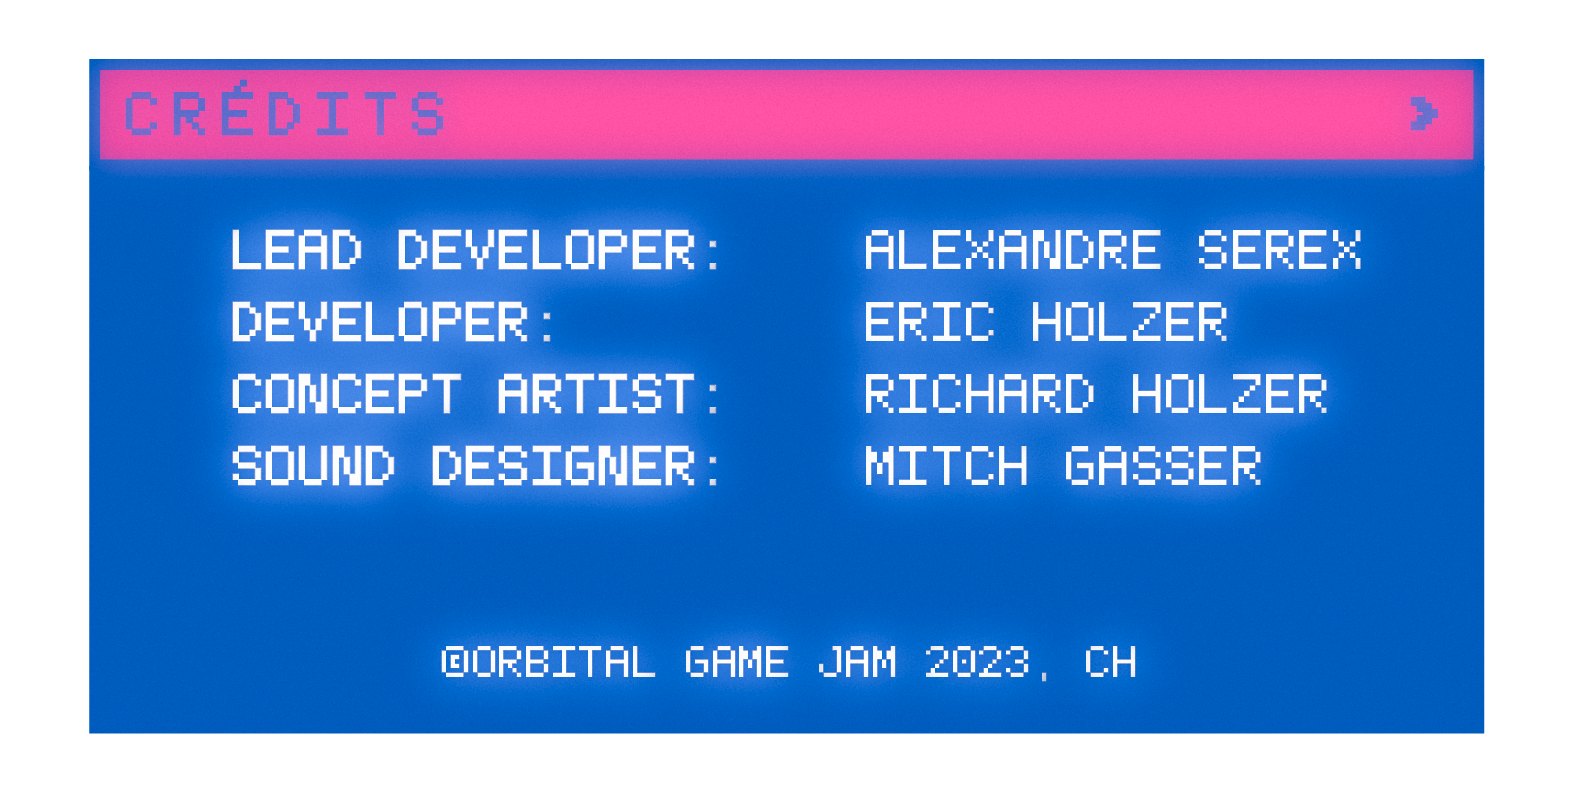 CRÉDITS >
LEAD DEVELOPER: ALEXANDRE SEREX
DEVELOPER: ERIC HOLZER
CONCEPT ARTIST: RICHARD HOLZER
SOUND DESIGNER: MITCH GASSER
@ORBITAL GAME JAM 2023, CH